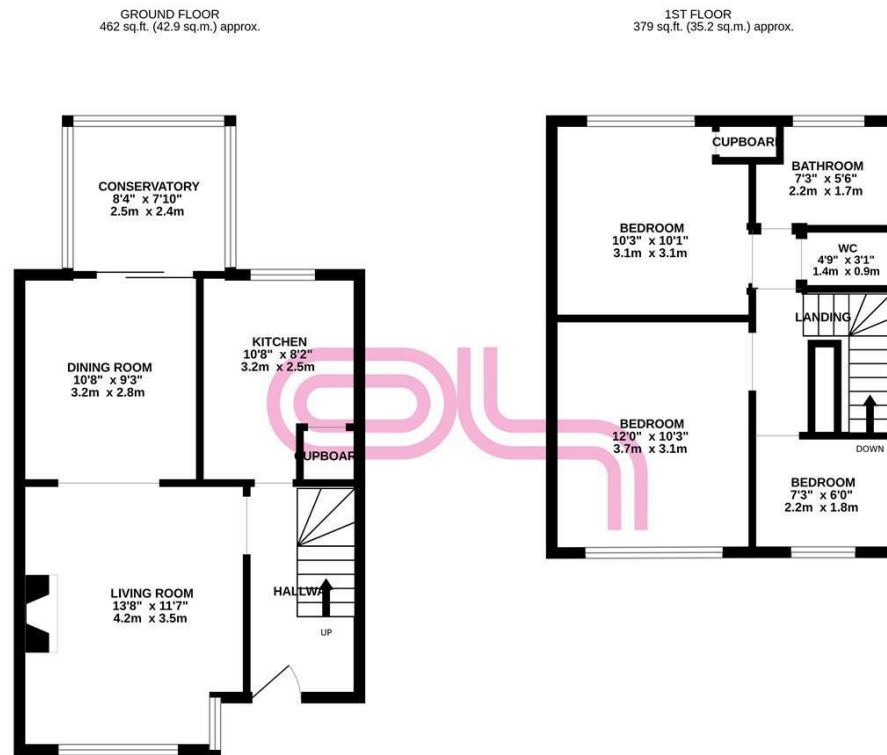 GROUND FLOOR
462 sq.ft. (42.9 sq.m.) approx.
CONSERVATORY
8'4" x 7'10"
2.5m x 2.4m
KITCHEN
10'8" x 8'2"
3.2m x 2.5m
DINING ROOM
10'8" x 9'3"
3.2m x 2.8m
CUPBOAR
LIVING ROOM
13'8" x 11'7"
4.2m x 3.5m
HALLWA
UP
1ST FLOOR
379 sq.ft. (35.2 sq.m.) approx.
CUPBOAR
BATHROOM
7'3" x 5'6"
2.2m x 1.7m
BEDROOM
10'3" x 10'1"
3.1m x 3.1m
WC
4'9" x 3'1"
1.4m x 0.9m
LANDING
BEDROOM
12'0" x 10'3"
3.7m x 3.1m
DOWN
BEDROOM
7'3" x 6'0"
2.2m x 1.8m